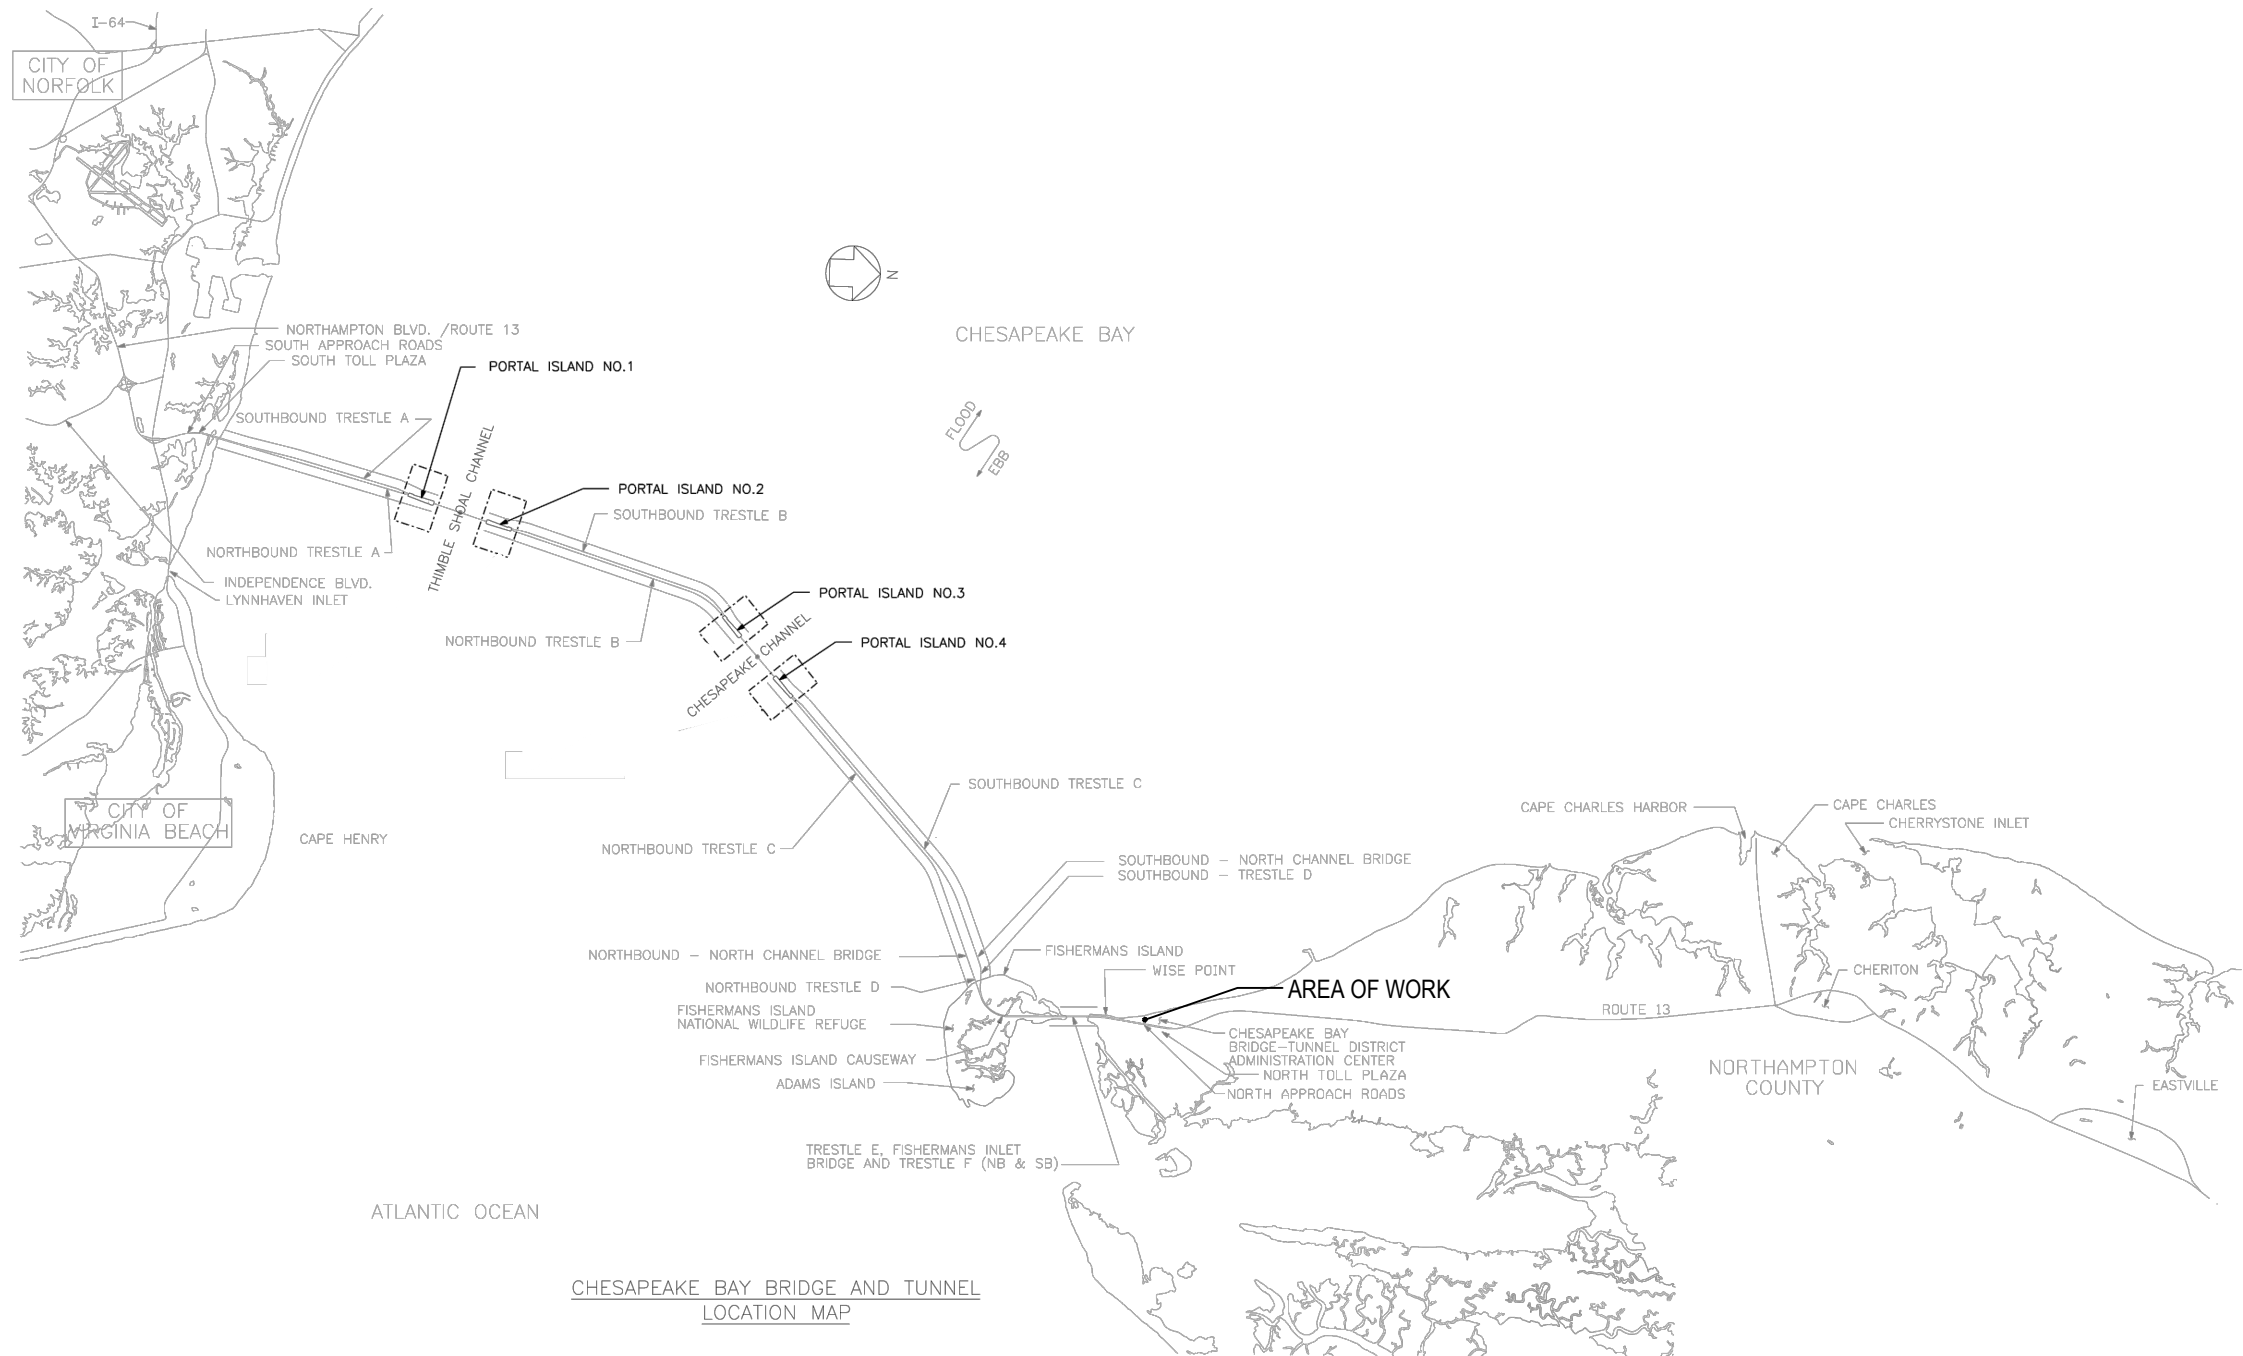 I-64
CITY OF
NORFOLK
N
CHESAPEAKE BAY
NORTHAMPTON BLVD. /ROUTE 13
SOUTH APPROACH ROADS
SOUTH TOLL PLAZA
PORTAL ISLAND NO.1
SOUTHBOUND TRESTLE A
FLOOD
EBB
THIMBLE SHOAL CHANNEL
PORTAL ISLAND NO.2
SOUTHBOUND TRESTLE B
NORTHBOUND TRESTLE A
INDEPENDENCE BLVD.
LYNNHAVEN INLET
PORTAL ISLAND NO.3
NORTHBOUND TRESTLE B
CHESAPEAKE CHANNEL
PORTAL ISLAND NO.4
SOUTHBOUND TRESTLE C
CITY OF
VIRGINIA BEACH
CAPE HENRY
NORTHBOUND TRESTLE C
CAPE CHARLES HARBOR
CAPE CHARLES
CHERRYSTONE INLET
SOUTHBOUND - NORTH CHANNEL BRIDGE
SOUTHBOUND - TRESTLE D
NORTHBOUND - NORTH CHANNEL BRIDGE
FISHERMANS ISLAND
WISE POINT
CHERITON
NORTHBOUND TRESTLE D
AREA OF WORK
FISHERMANS ISLAND
NATIONAL WILDLIFE REFUGE
ROUTE 13
CHESAPEAKE BAY
BRIDGE-TUNNEL DISTRICT
ADMINISTRATION CENTER
NORTH TOLL PLAZA
NORTH APPROACH ROADS
FISHERMANS ISLAND CAUSEWAY
ADAMS ISLAND
NORTHAMPTON
COUNTY
EASTVILLE
TRESTLE E, FISHERMANS INLET
BRIDGE AND TRESTLE F (NB & SB)
ATLANTIC OCEAN
CHESAPEAKE BAY BRIDGE AND TUNNEL
LOCATION MAP